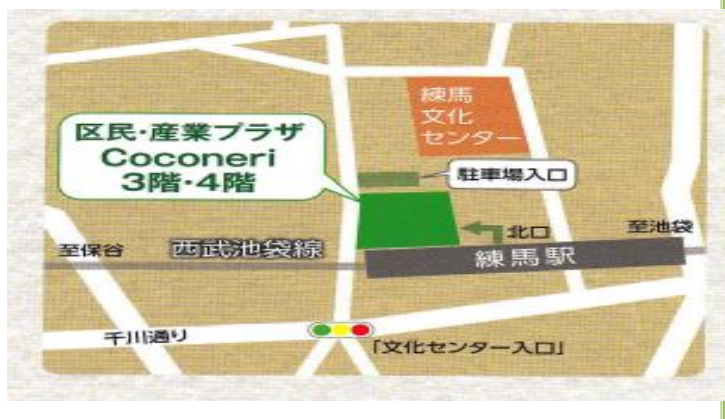 練馬
文化
センター
区民・産業プラザ
Coconeri
3階・4階
駐車場入口
北口
至池袋
至保谷
西武池袋線
練馬駅
千川通り
「文化センター入口」